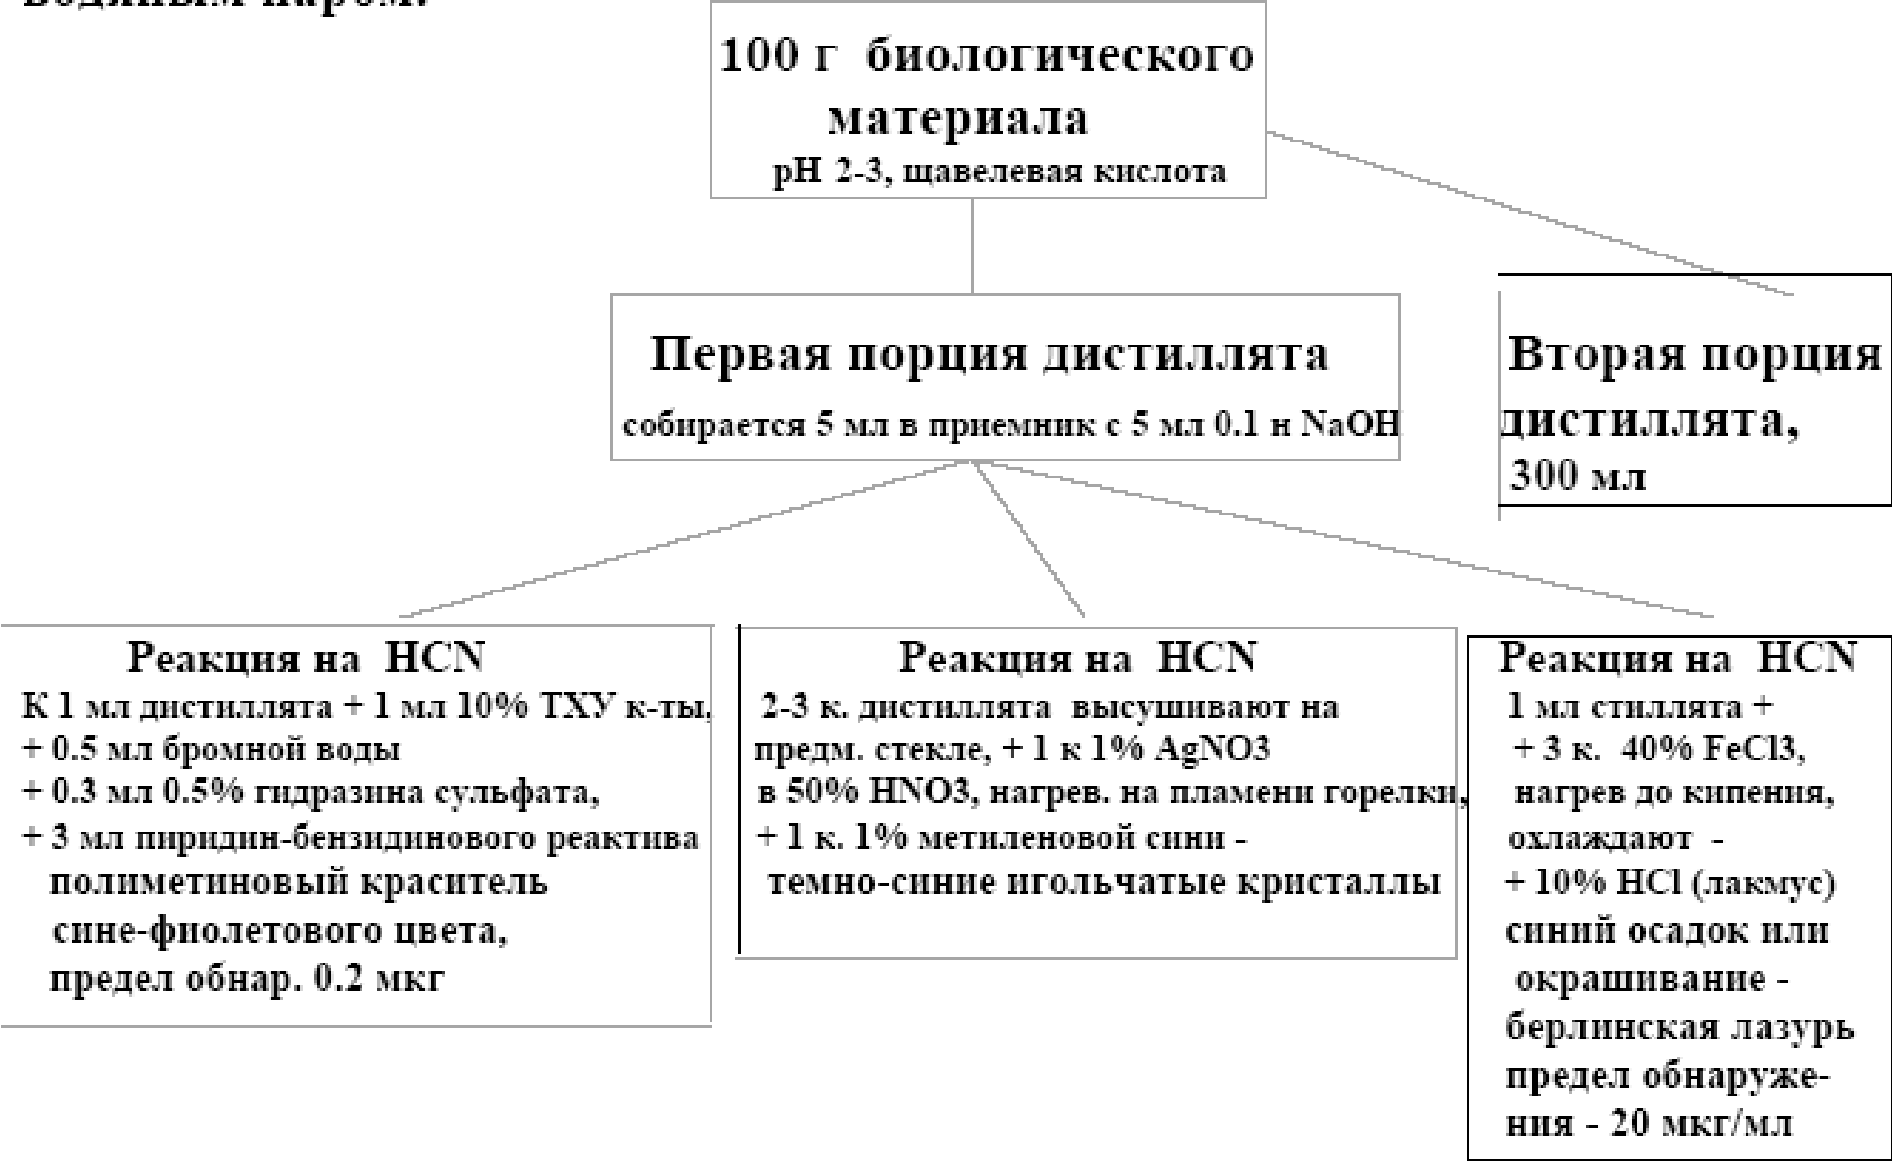 водяным паром.
100 г биологического
материала
рН 2-3, щавелевая кислота
Первая порция дистиллята
собирается 5 мл в приемник с 5 мл 0.1 н NaOH
Вторая порция
дистиллята,
300 мл
Реакция на HCN
К 1 мл дистиллята + 1 мл 10% ТХУ к-ты,
+ 0.5 мл бромной воды
+ 0.3 мл 0.5% гидразина сульфата,
+ 3 мл пиридин-бензидинового реактива
полиметиновый краситель
сине-фиолетового цвета,
предел обнар. 0.2 мкг
Реакция на HCN
2-3 к. дистиллята высушивают на
предм. стекле, + 1 к 1% AgNO3
в 50% HNO3, нагрев. на пламени горелки,
+ 1 к. 1% метиленовой сини -
темно-синие игольчатые кристаллы
Реакция на HCN
1 мл стиллята +
+ 3 к. 40% FeCl3,
нагрев до кипения,
охлаждают -
+ 10% HCl (лакмус)
синий осадок или
окрашивание -
берлинская лазурь
предел обнаруже-
ния - 20 мкг/мл